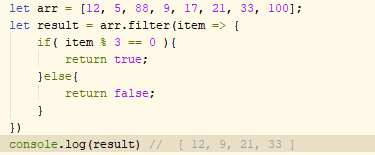 let arr = [12, 5, 88, 9, 17, 21, 33, 100];
let result = arr.filter(item => {
    if( item % 3 == 0 ){
        return true;
    }else{
        return false;
    }
})
console.log(result) //  [ 12, 9, 21, 33 ]